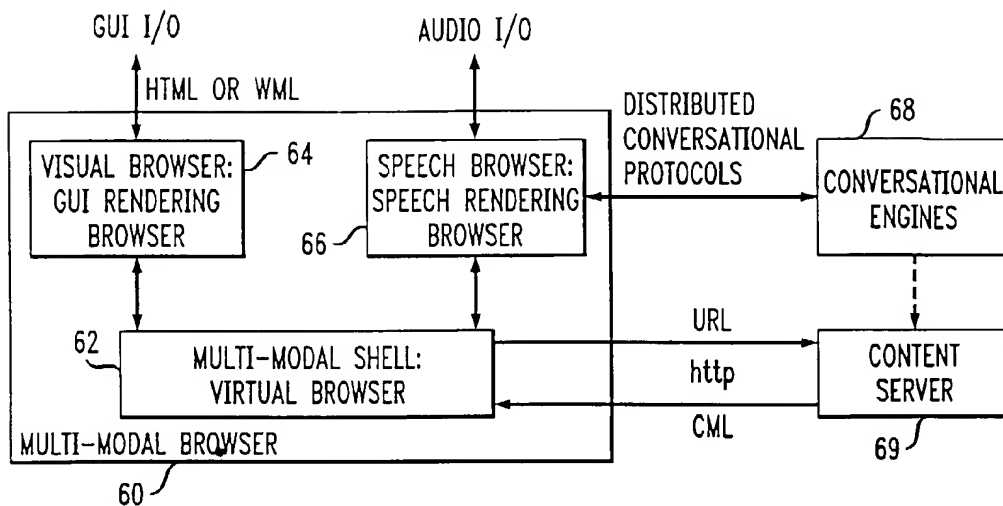 GUI I/O
AUDIO I/O
HTML OR WML
DISTRIBUTED
CONVERSATIONAL
PROTOCOLS
68
VISUAL BROWSER:
GUI RENDERING
BROWSER
64
SPEECH BROWSER:
SPEECH RENDERING
BROWSER
66
CONVERSATIONAL
ENGINES
62
MULTI-MODAL SHELL:
VIRTUAL BROWSER
URL
http
CML
CONTENT
SERVER
69
MULTI-MODAL BROWSER
60